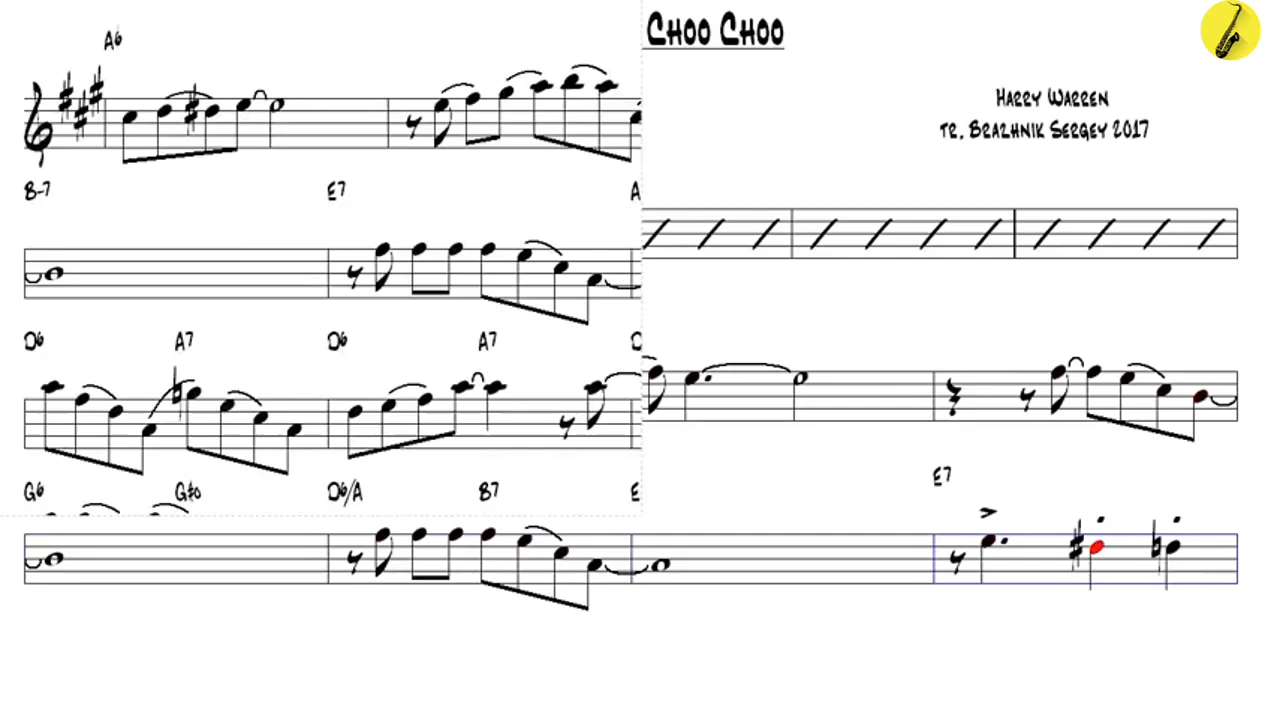 Choo Choo
A6
Harry Warren
tr. Brazhnik Sergey 2017
B-7 E7 A
D6 A7 D6 A7 D
E7
G6 G#o D6/A B7 E